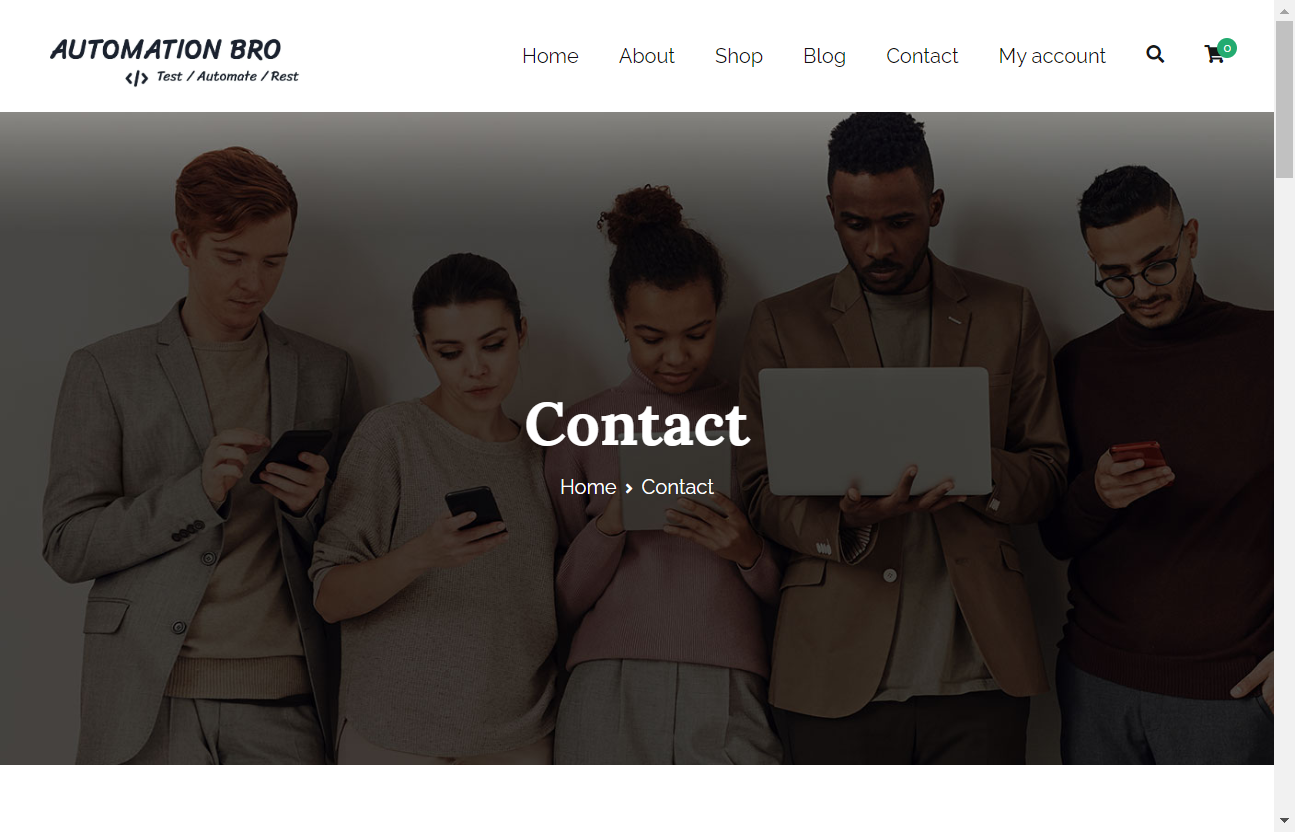 AUTOMATION BRO
</> Test / Automate / Rest
Home About Shop Blog Contact My account 0
Contact
Home > Contact